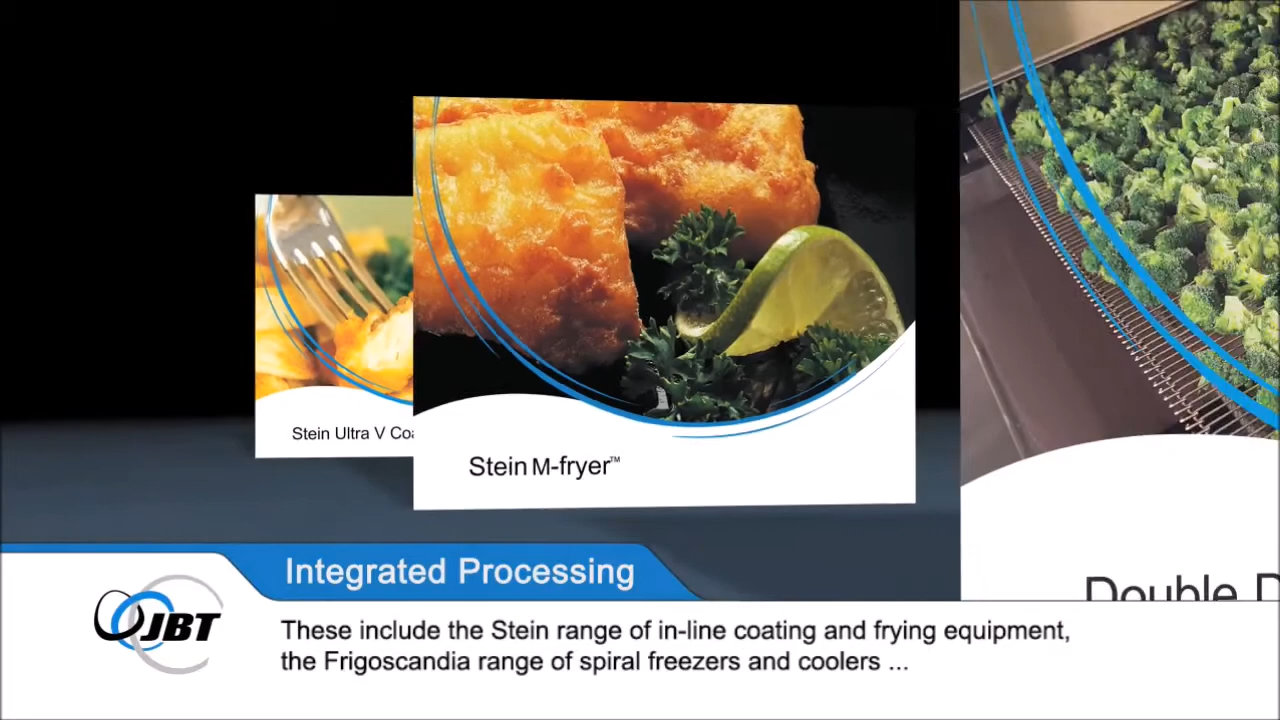 Stein Ultra V Coa
Stein M-fryer™
Double D
Integrated Processing
JBT
These include the Stein range of in-line coating and frying equipment,
the Frigoscandia range of spiral freezers and coolers ...